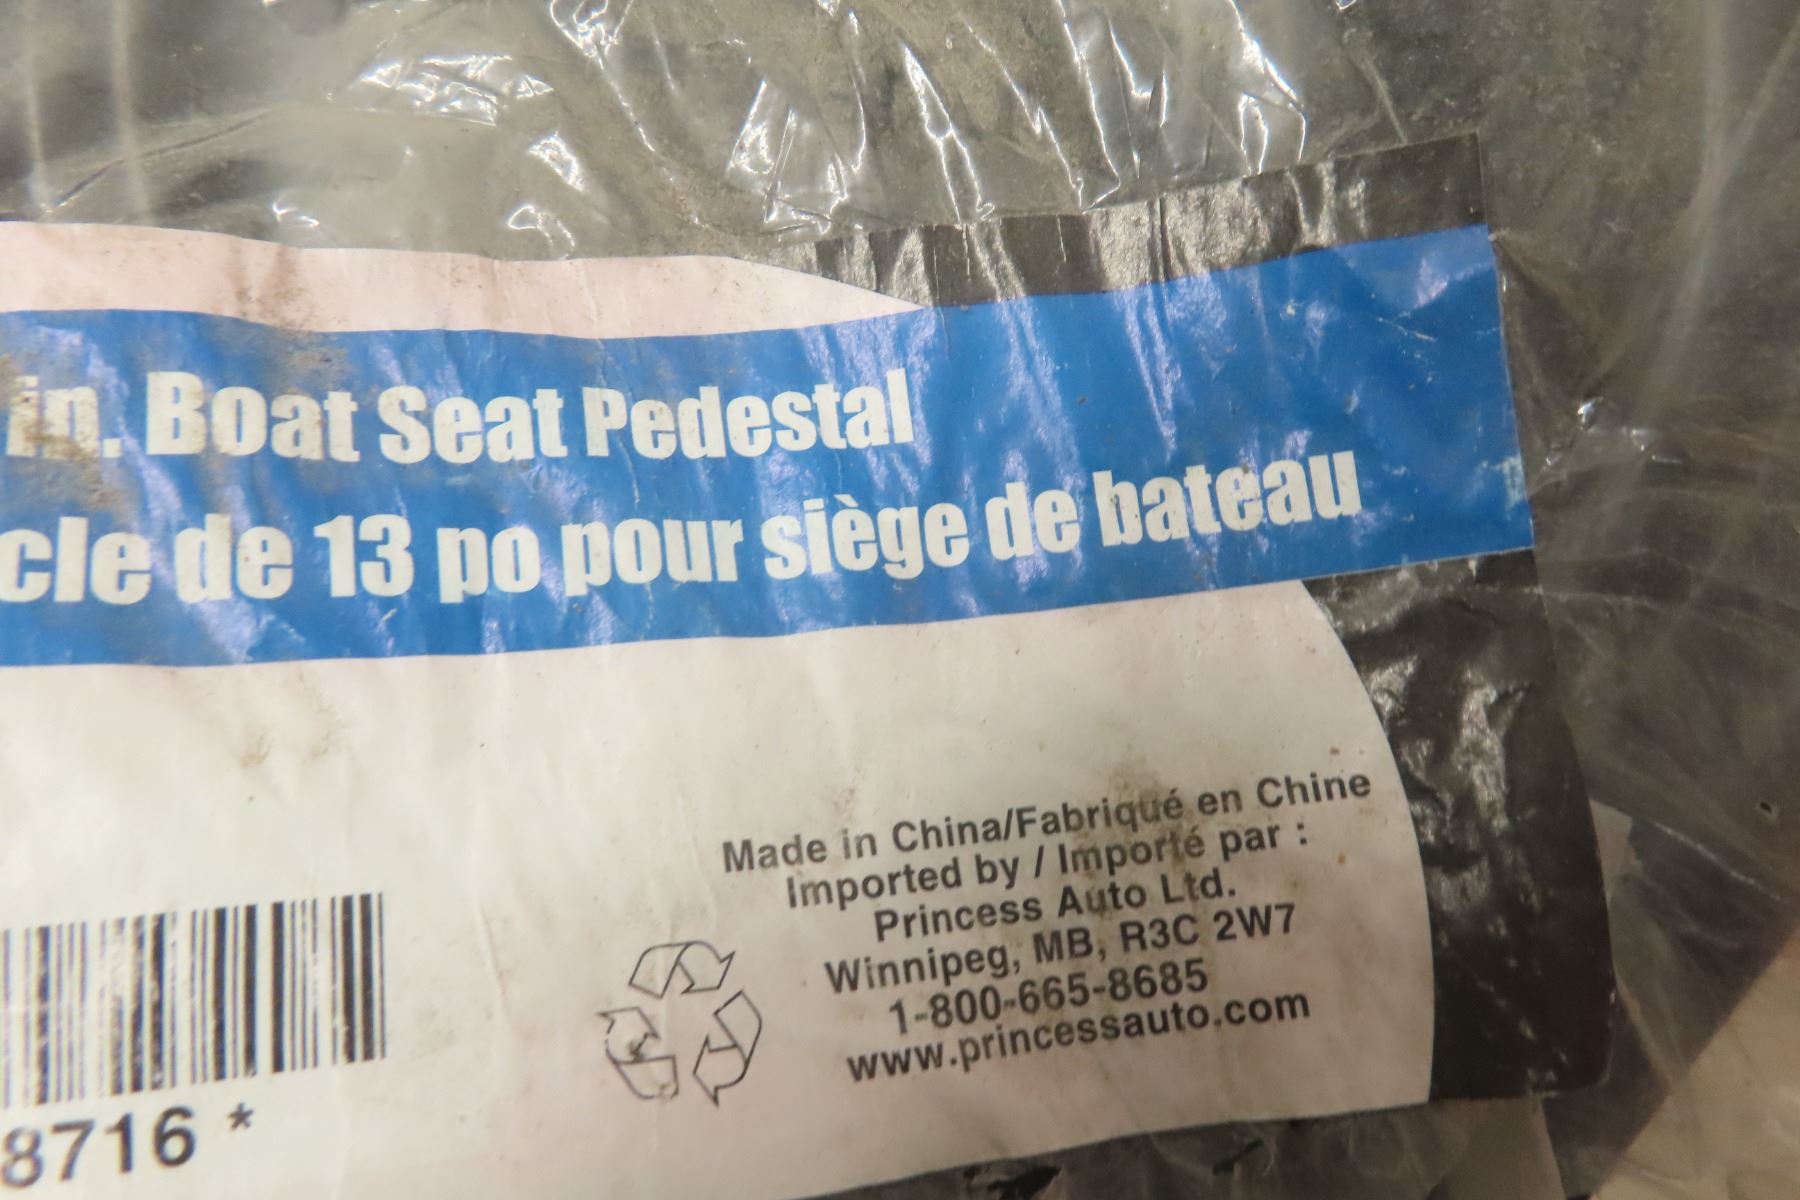 in. Boat Seat Pedestal
cle de 13 po pour siège de bateau
Made in China/Fabriqué en Chine
Imported by / Importé par :
Princess Auto Ltd.
Winnipeg, MB, R3C 2W7
1-800-665-8685
www.princessauto.com
8716 *